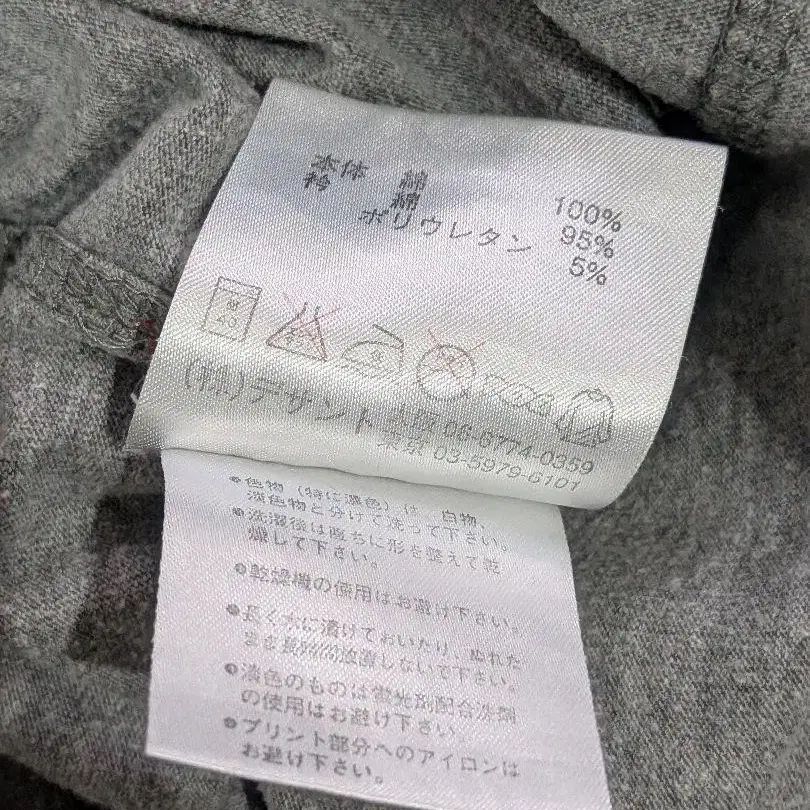 本体 綿 100%
衿 綿 95%
ポリウレタン 5%
(株)デサント 大阪 06-6774-0359
東京 03-5979-6101
●色物（特に濃色）は、白物、
淡色物と分けて洗って下さい。
●洗濯後は直ちに形を整えて乾
燥して下さい。
●乾燥機の使用はお避け下さい。
●長く水に漬けておいたり、ぬれた
まま長時間放置しないで下さい。
●淡色のものは蛍光剤配合洗剤
の使用はお避け下さい。
●プリント部分へのアイロンは
お避け下さい。